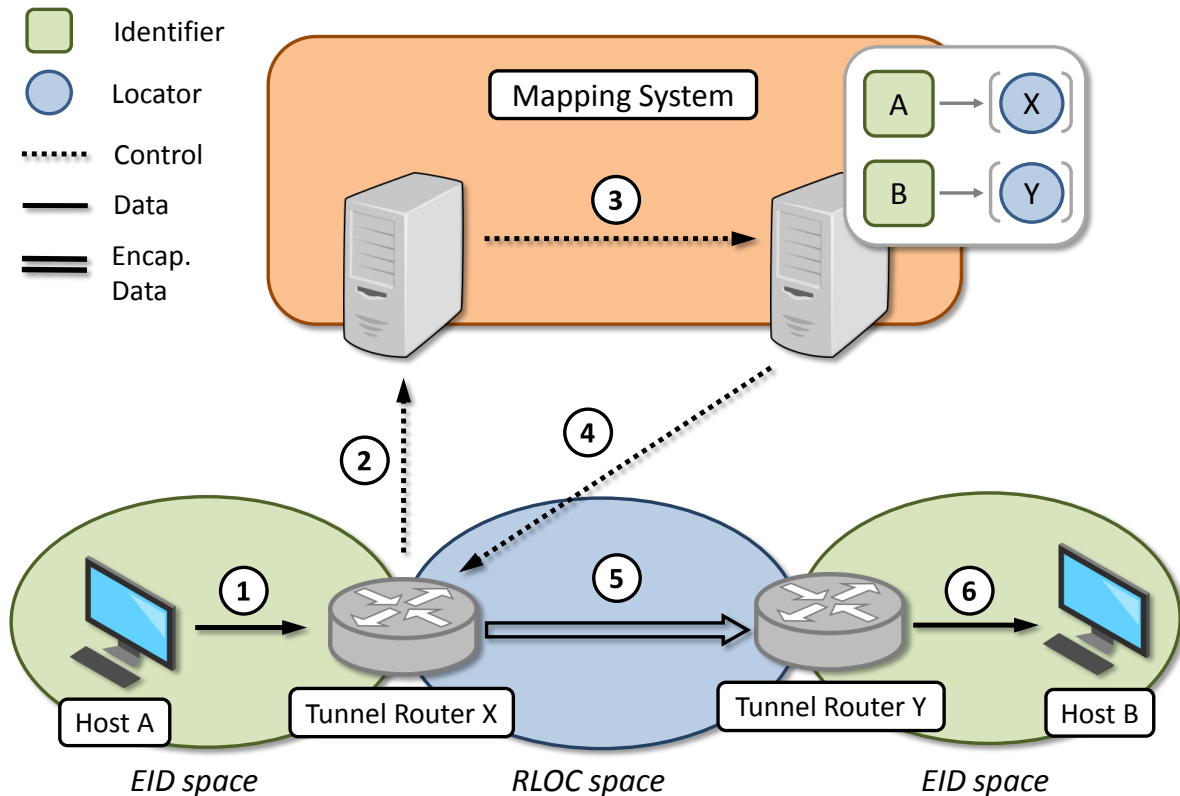 Identifier
Locator
Control
Data
Encap.
Data
Mapping System
A
X
B
Y
3
2
4
1
5
6
Host A
Tunnel Router X
Tunnel Router Y
Host B
EID space
RLOC space
EID space